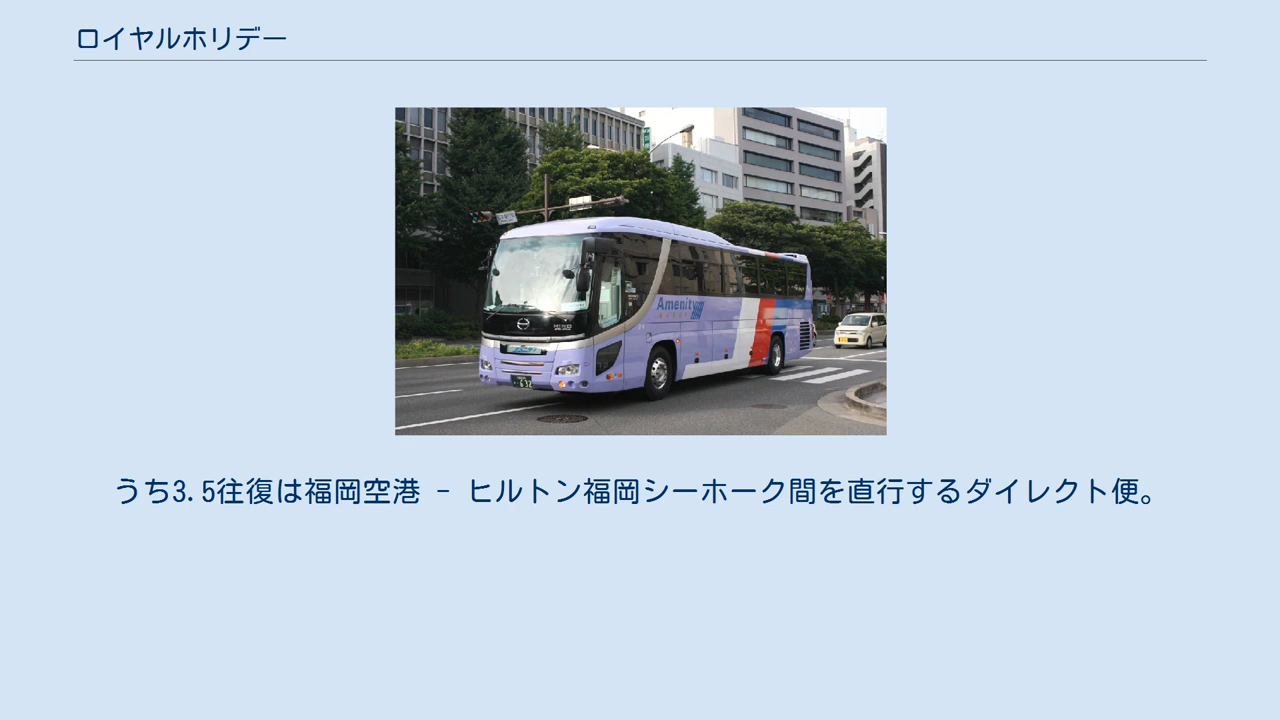 ロイヤルホリデー
Amenity
632
うち3.5往復は福岡空港 - ヒルトン福岡シーホーク間を直行するダイレクト便。